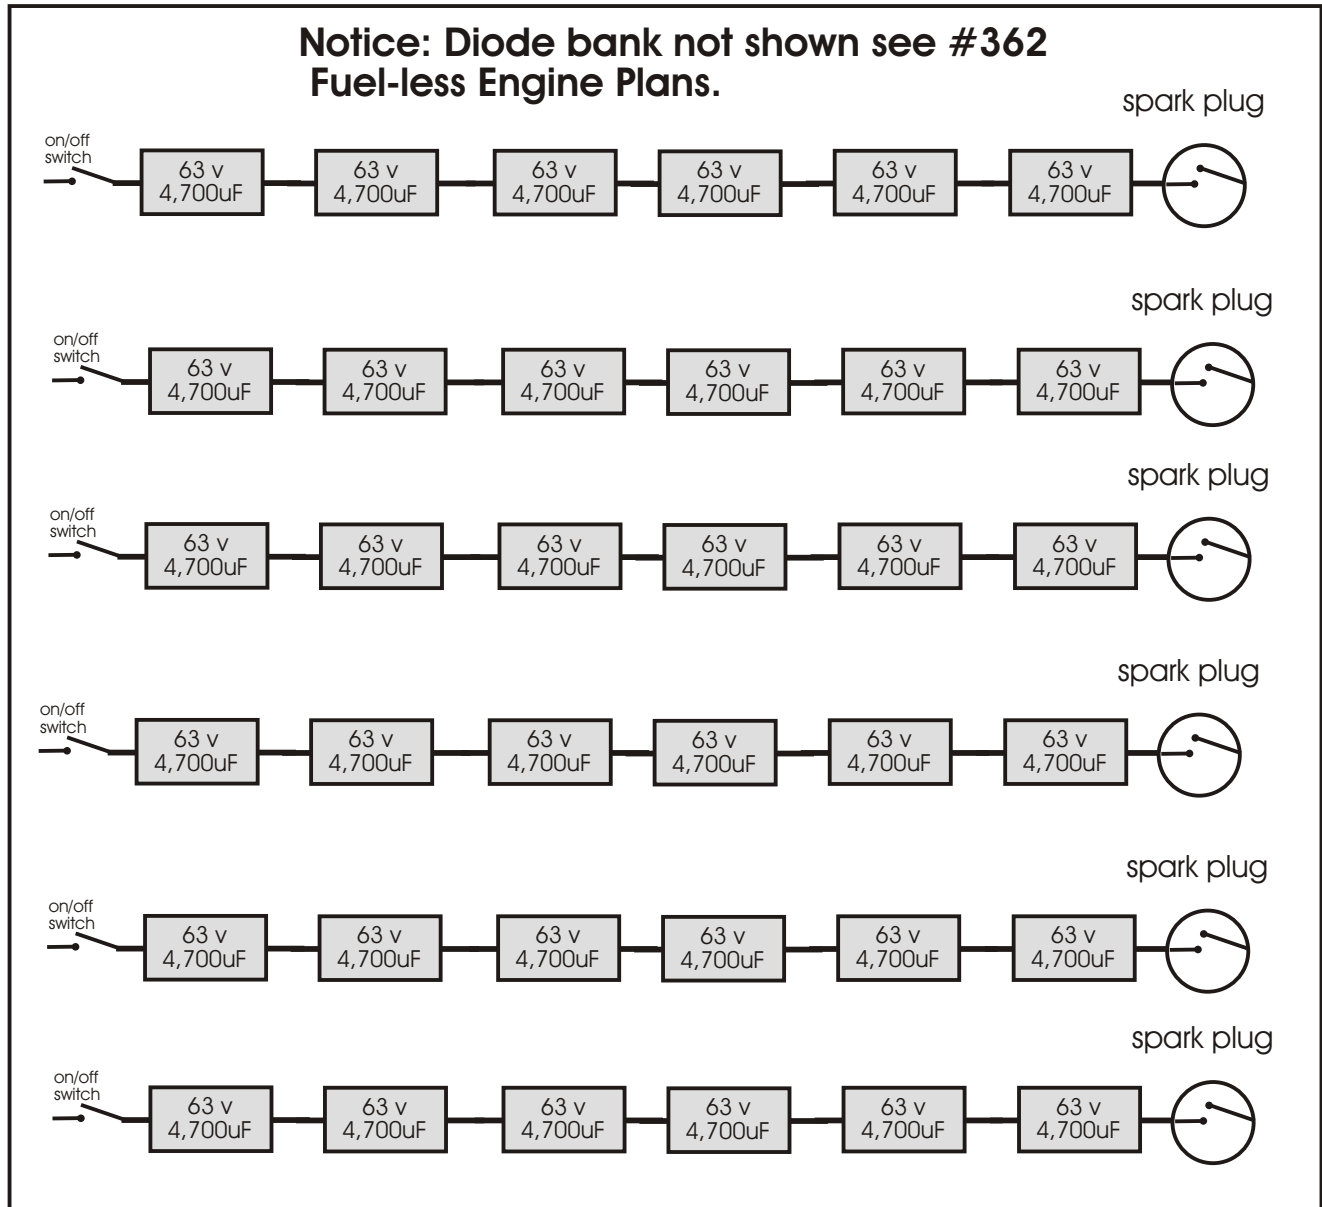 Notice: Diode bank not shown see #362
Fuel-less Engine Plans.
spark plug
on/off
switch
63 v 63 v 63 v 63 v 63 v 63 v
4,700uF 4,700uF 4,700uF 4,700uF 4,700uF 4,700uF
spark plug
on/off
switch
63 v 63 v 63 v 63 v 63 v 63 v
4,700uF 4,700uF 4,700uF 4,700uF 4,700uF 4,700uF
spark plug
on/off
switch
63 v 63 v 63 v 63 v 63 v 63 v
4,700uF 4,700uF 4,700uF 4,700uF 4,700uF 4,700uF
spark plug
on/off
switch
63 v 63 v 63 v 63 v 63 v 63 v
4,700uF 4,700uF 4,700uF 4,700uF 4,700uF 4,700uF
spark plug
on/off
switch
63 v 63 v 63 v 63 v 63 v 63 v
4,700uF 4,700uF 4,700uF 4,700uF 4,700uF 4,700uF
spark plug
on/off
switch
63 v 63 v 63 v 63 v 63 v 63 v
4,700uF 4,700uF 4,700uF 4,700uF 4,700uF 4,700uF